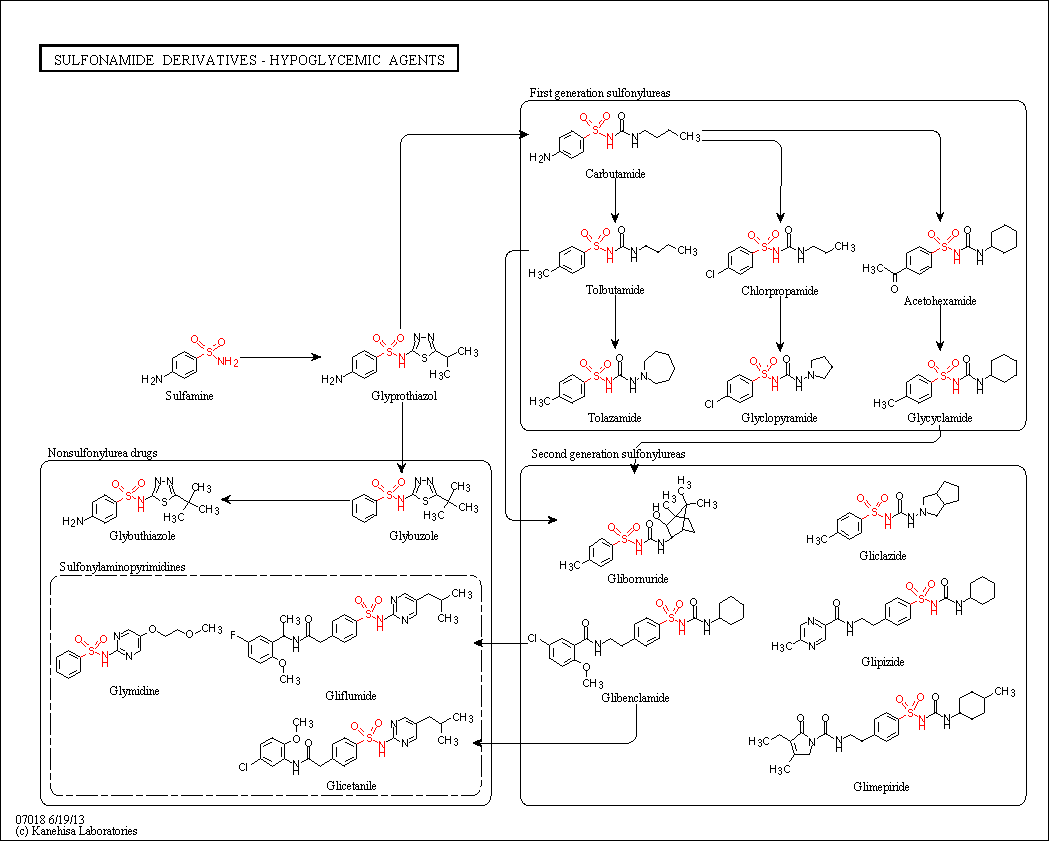 SULFONAMIDE DERIVATIVES - HYPOGLYCEMIC AGENTS
First generation sulfonylureas
Carbutamide
Tolbutamide
Chlorpropamide
Acetohexamide
Sulfamine
Glyprothiazol
Tolazamide
Glyclopyramide
Glycyclamide
Nonsulfonylurea drugs
Second generation sulfonylureas
Glybuthiazole
Glybuzole
Glibornuride
Gliclazide
Sulfonylaminopyrimidines
Glymidine
Gliflumide
Glibenclamide
Glipizide
Glicetanile
Glimepiride
07018 6/19/13
(c) Kanehisa Laboratories